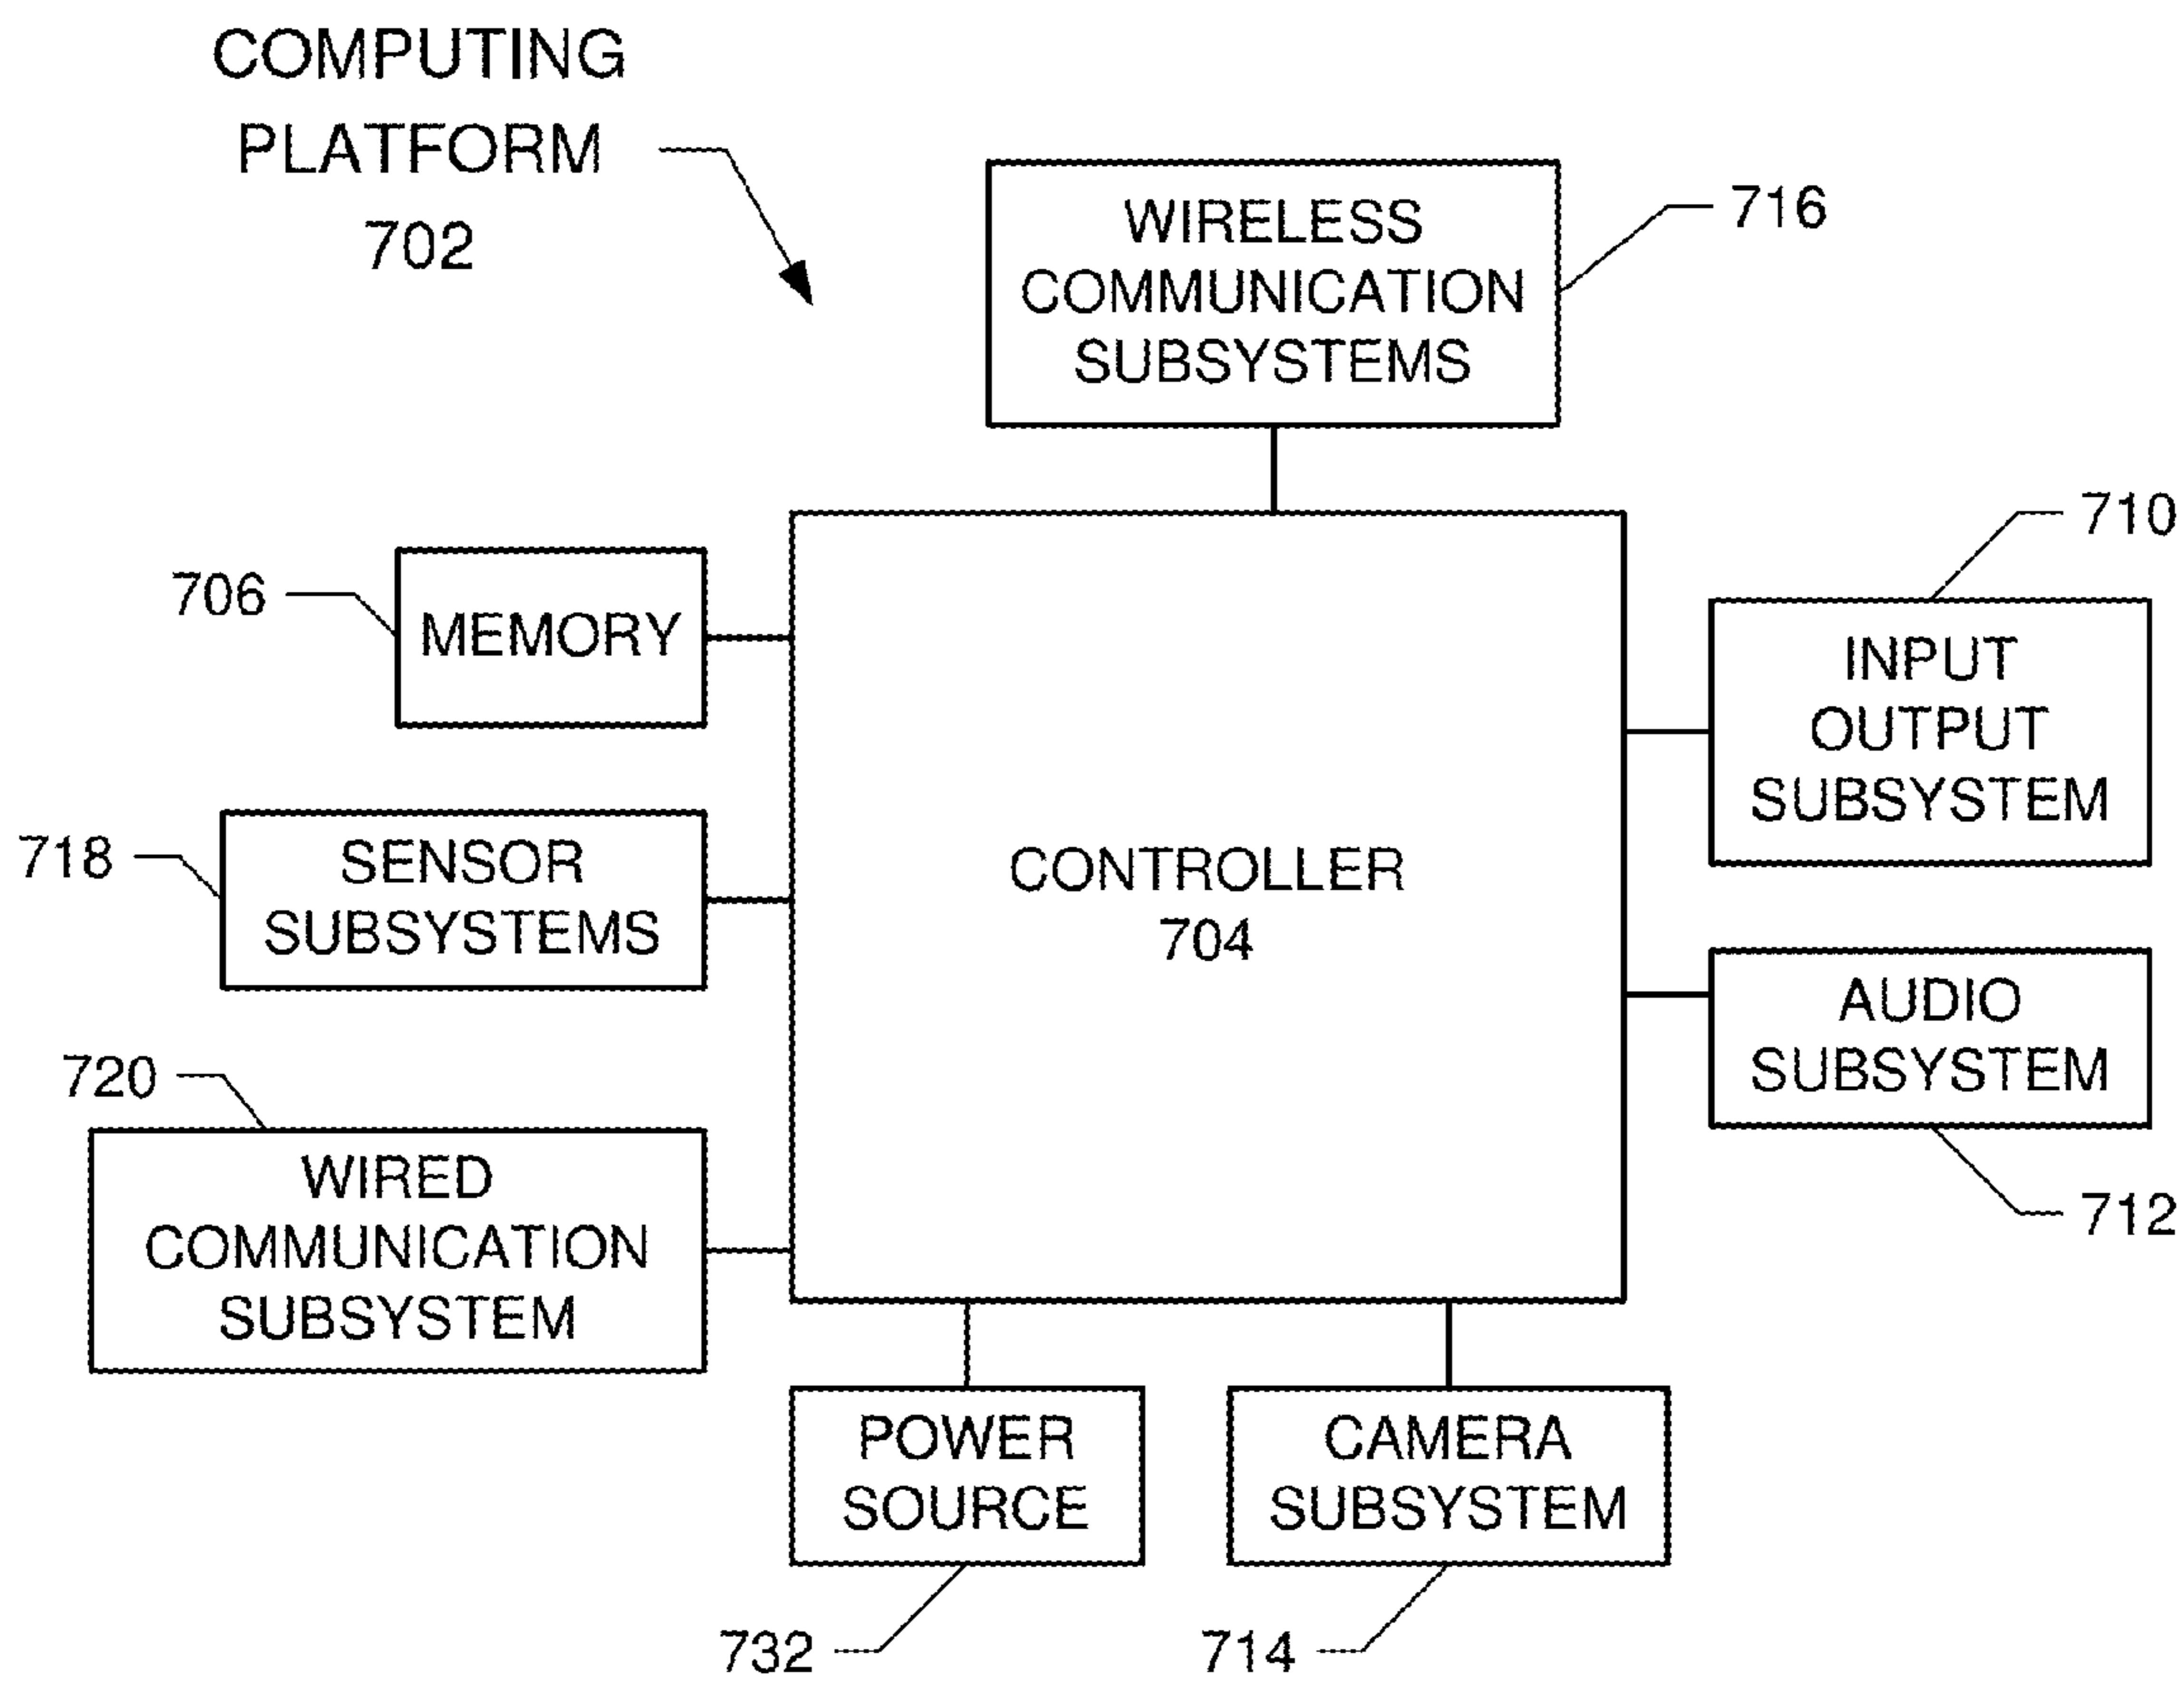 COMPUTING
PLATFORM
702
WIRELESS
COMMUNICATION
SUBSYSTEMS
716
706
MEMORY
710
INPUT
OUTPUT
SUBSYSTEM
718
SENSOR
SUBSYSTEMS
CONTROLLER
704
AUDIO
SUBSYSTEM
712
720
WIRED
COMMUNICATION
SUBSYSTEM
POWER
SOURCE
732
CAMERA
SUBSYSTEM
714